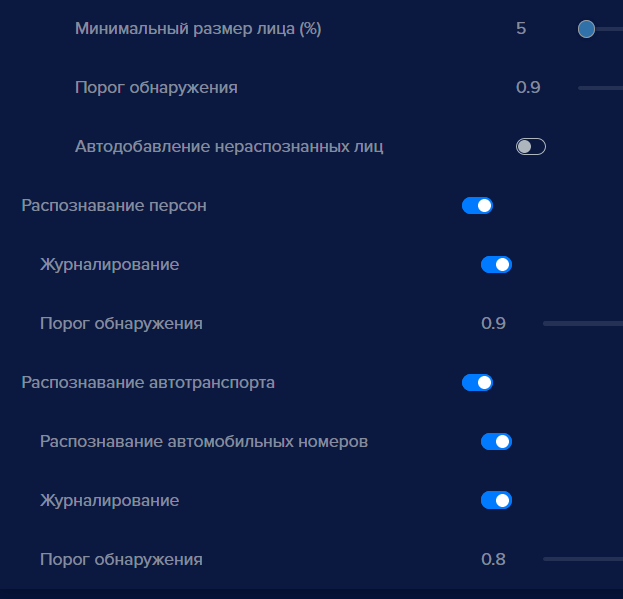 Минимальный размер лица (%) 5
Порог обнаружения 0.9
Автодобавление нераспознанных лиц
Распознавание персон
Журналирование
Порог обнаружения 0.9
Распознавание автотранспорта
Распознавание автомобильных номеров
Журналирование
Порог обнаружения 0.8